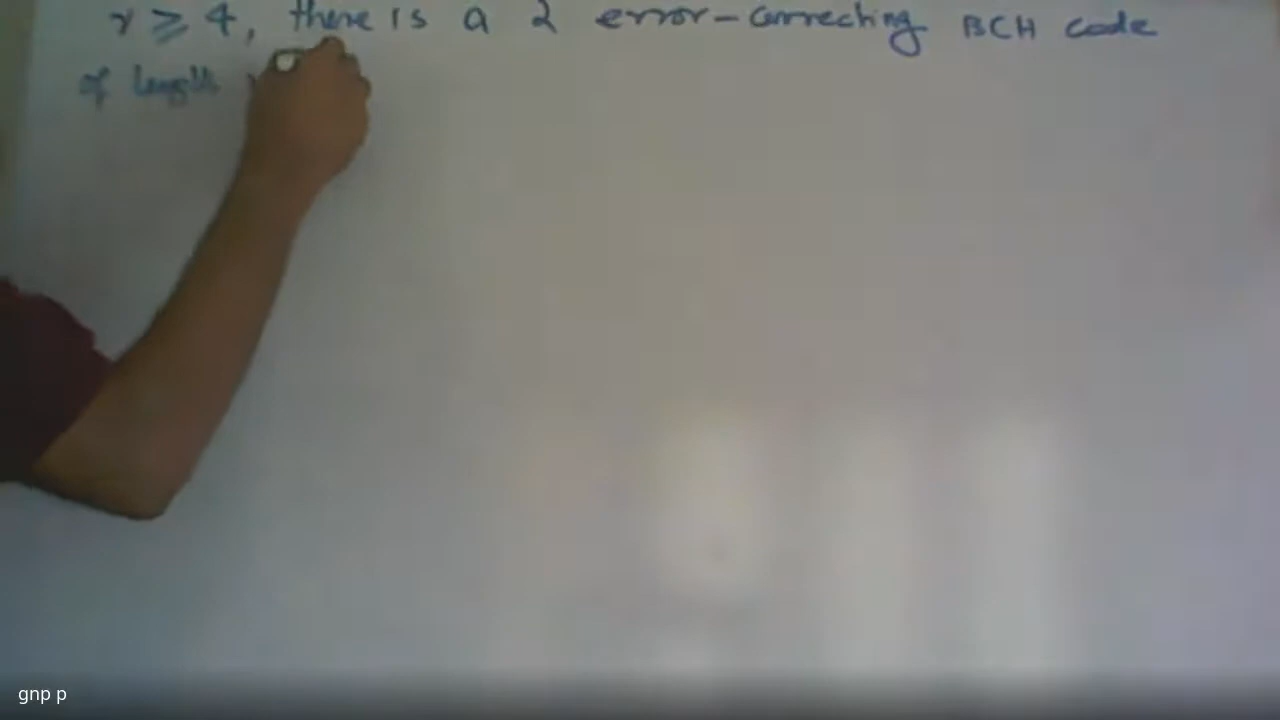 r ≥ 4, there is a 2 error-correcting BCH code
of length
gnp p